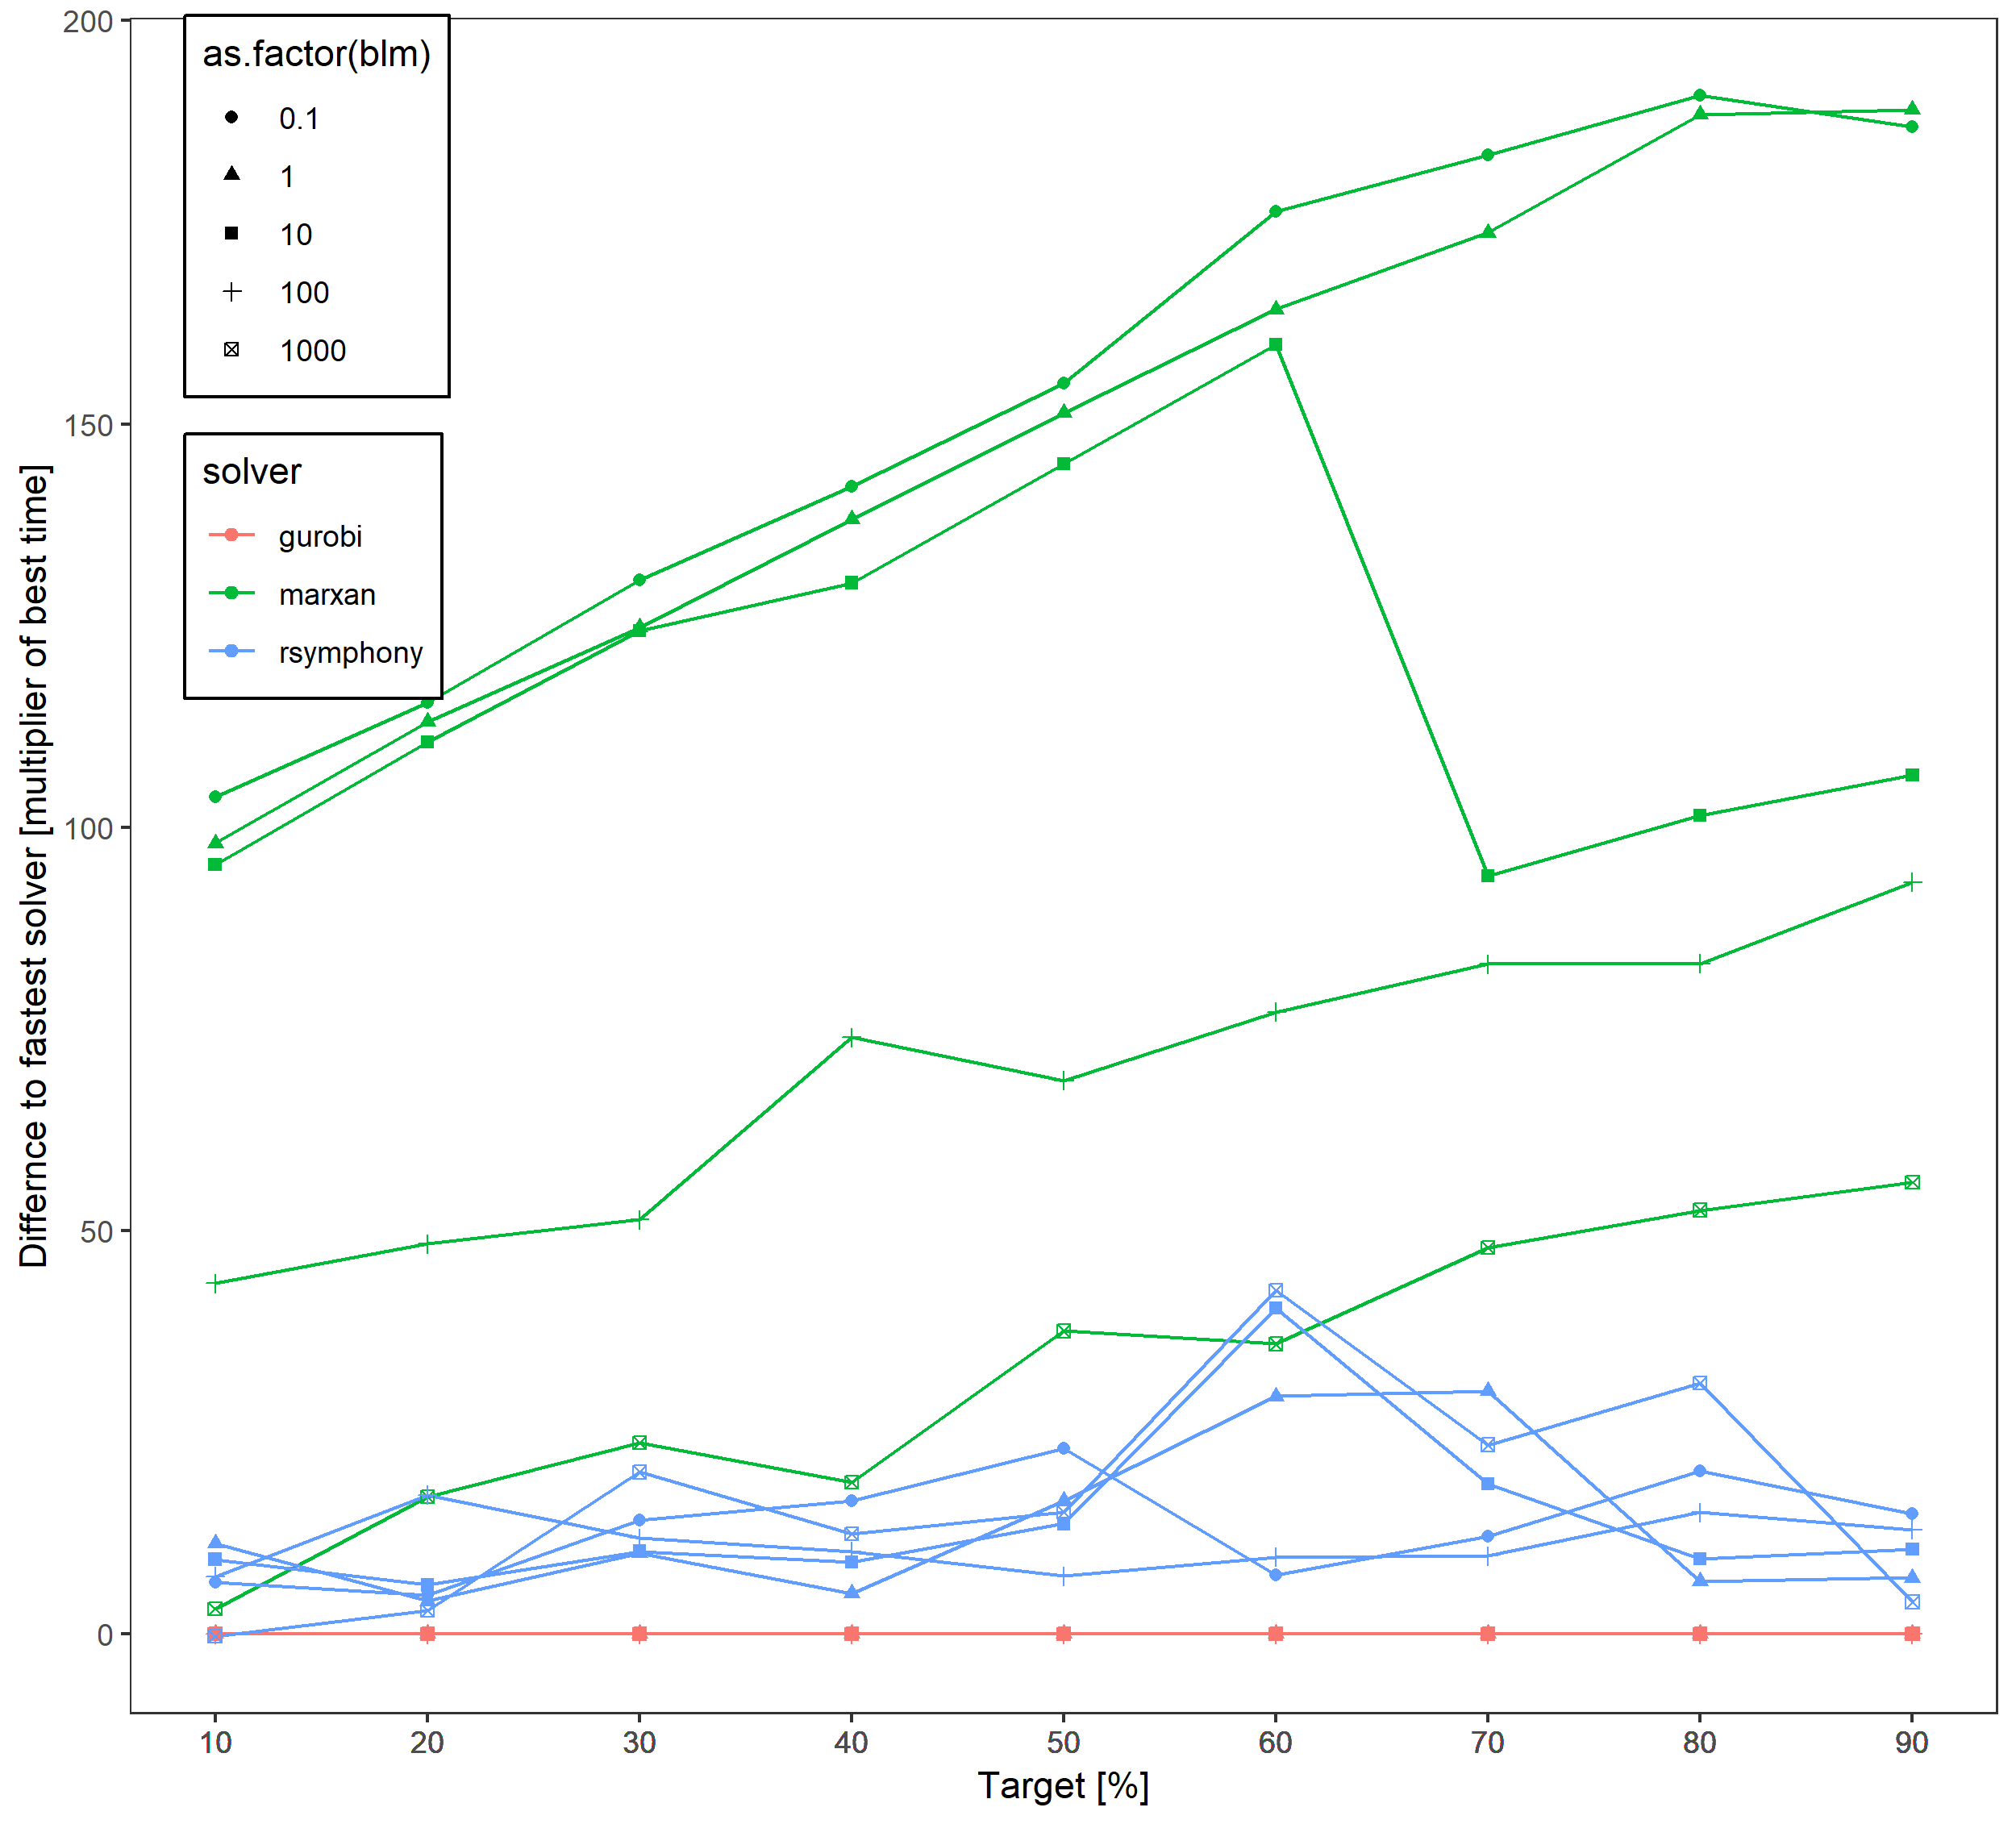 as.factor(blm)
0.1
1
10
100
1000
solver
gurobi
marxan
rsymphony
Differnce to fastest solver [multiplier of best time]
200
150
100
50
0
10 20 30 40 50 60 70 80 90
Target [%]